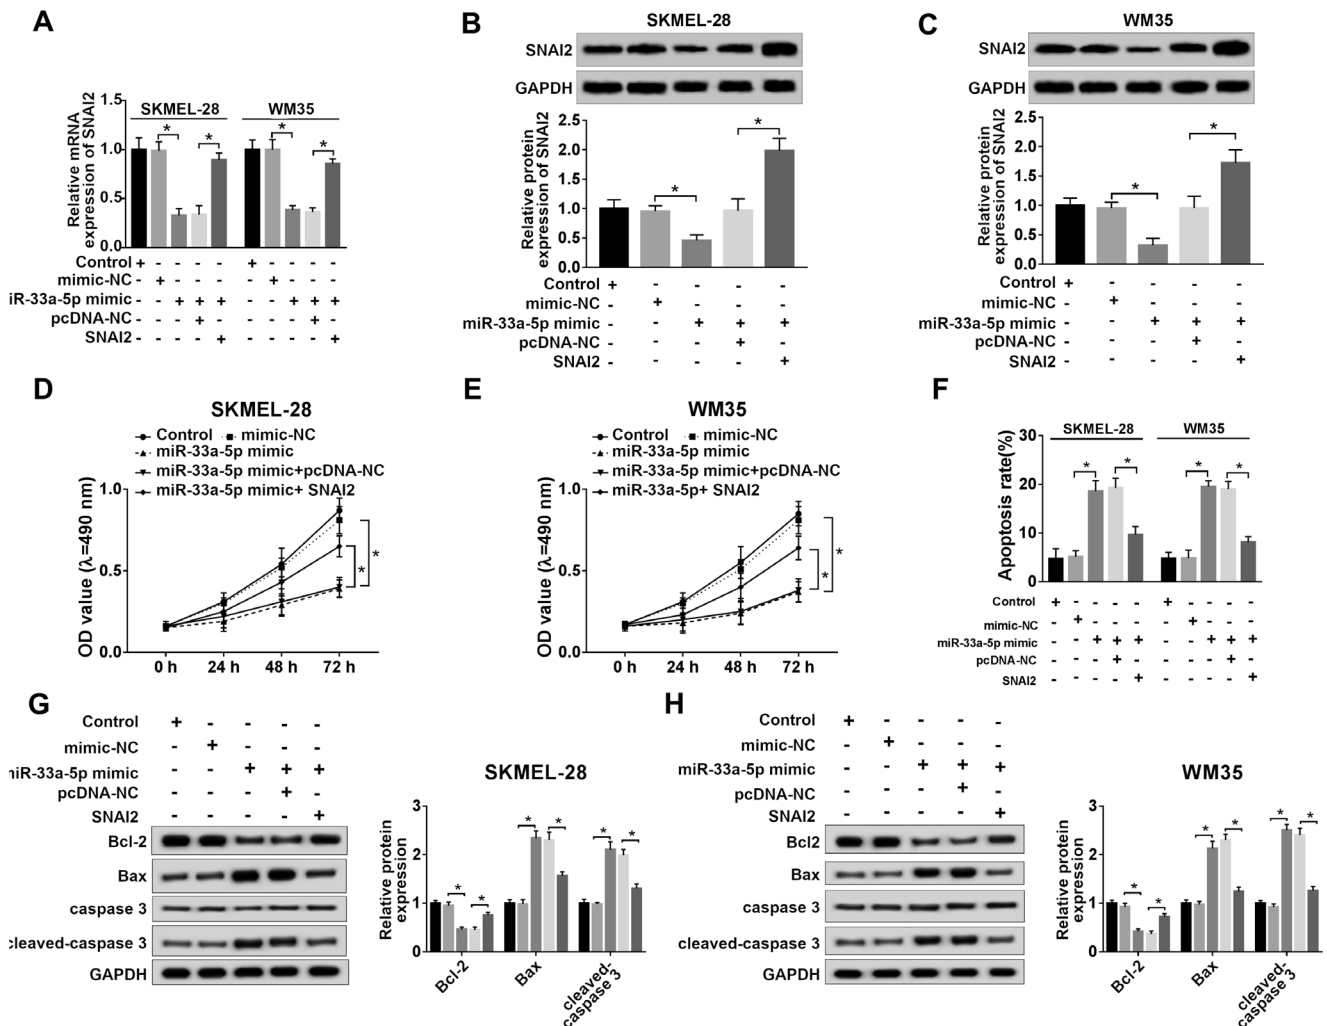 A
SKMEL-28 WM35
Relative mRNA
expression of SNAI2
1.5
1.0
0.5
0.0
* * * *
Control + - - - - + - - - -
mimic-NC - + - - - - + - - -
iR-33a-5p mimic - - + + + - - + + +
pcDNA-NC - - - + - - - - + -
SNAI2 - - - - + - - - - +
B
SKMEL-28
SNAI2
GAPDH
Relative protein
expression of SNAI2
2.5
2.0
1.5
1.0
0.5
0.0
* *
Control + - - - -
mimic-NC - + - - -
miR-33a-5p mimic - - + + +
pcDNA-NC - - - + -
SNAI2 - - - - +
C
WM35
SNAI2
GAPDH
Relative protein
expression of SNAI2
2.5
2.0
1.5
1.0
0.5
0.0
* *
Control + - - - -
mimic-NC - + - - -
miR-33a-5p mimic - - + + +
pcDNA-NC - - - + -
SNAI2 - - - - +
D
SKMEL-28
Control mimic-NC
miR-33a-5p mimic
miR-33a-5p mimic+pcDNA-NC
miR-33a-5p mimic+ SNAI2
OD value (λ=490 nm)
1.0
0.5
0.0
* *
0 h 24 h 48 h 72 h
E
WM35
Control mimic-NC
miR-33a-5p mimic
miR-33a-5p mimic+pcDNA-NC
miR-33a-5p+ SNAI2
OD value (λ=490 nm)
1.0
0.5
0.0
* *
0 h 24 h 48 h 72 h
F
SKMEL-28 WM35
Apoptosis rate(%)
30
20
10
0
* * * *
Control + - - - - + - - - -
mimic-NC - + - - - - + - - -
miR-33a-5p mimic - - + + + - - + + +
pcDNA-NC - - - + - - - - + -
SNAI2 - - - - + - - - - +
G
Control + - - - -
mimic-NC - + - - -
niR-33a-5p mimic - - + + +
pcDNA-NC - - - + -
SNAI2 - - - - +
Bcl-2
Bax
caspase 3
cleaved-caspase 3
GAPDH
SKMEL-28
Relative protein
expression
3
2
1
0
* * * * * *
Bcl-2
Bax
cleaved-
caspase 3
H
Control + - - - -
mimic-NC - + - - -
miR-33a-5p mimic - - + + +
pcDNA-NC - - - + -
SNAI2 - - - - +
Bcl2
Bax
caspase 3
cleaved-caspase 3
GAPDH
WM35
Relative protein
expression
3
2
1
0
* * * * * *
Bcl-2
Bax
cleaved-
caspase 3